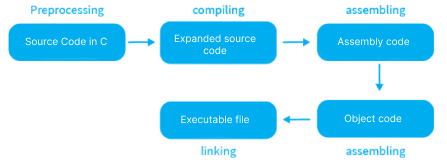 Preprocessing
compiling
assembling
Source Code in C
Expanded source
code
Assembly code
Executable file
Object code
linking
assembling